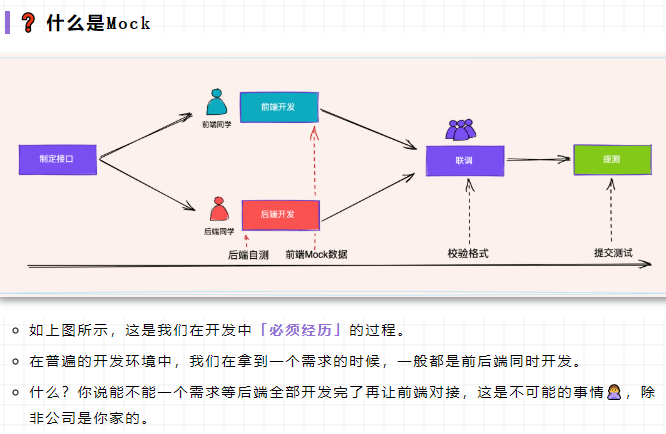 ❓ 什么是Mock
前端同学
前端开发
制定接口
联调
提测
后端同学
后端开发
后端自测
前端Mock数据
校验格式
提交测试
如上图所示，这是我们在开发中「必须经历」的过程。
在普遍的开发环境中，我们在拿到一个需求的时候，一般都是前后端同时开发。
什么？你说能不能一个需求等后端全部开发完了再让前端对接，这是不可能的事情🙅，除
非公司是你家的。